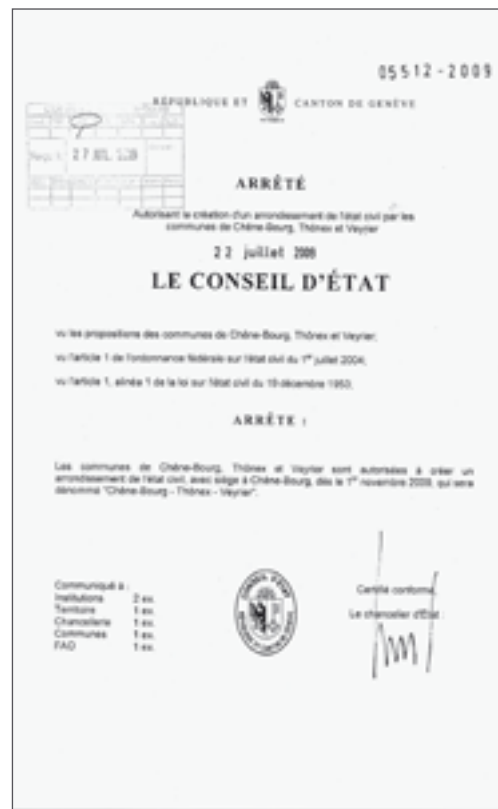 05512-2009
RÉPUBLIQUE ET CANTON DE GENÈVE
27 JUIL.
ARRÊTÉ
Autorisant la création d'un arrondissement de l'état civil par les
communes de Chêne-Bourg, Thônex et Veyrier
22 juillet 2009
LE CONSEIL D'ÉTAT
vu les propositions des communes de Chêne-Bourg, Thônex et Veyrier;
vu l'article 1 de l'ordonnance fédérale sur l'état civil du 1er juillet 2004;
vu l'article 1, alinéa 1 de la loi sur l'état civil du 19 décembre 1953;
ARRÊTE :
Les communes de Chêne-Bourg, Thônex et Veyrier sont autorisées à créer un
arrondissement de l'état civil, avec siège à Chêne-Bourg, dès le 1er novembre 2009, qui sera
dénommé "Chêne-Bourg - Thônex - Veyrier".
Communiqué à :
Institutions 2 ex.
Territoire 1 ex.
Chancellerie 1 ex.
Communes 1 ex.
FAO 1 ex.
CONSEIL D'ÉTAT
Certifié conforme,
Le chancelier d'État :